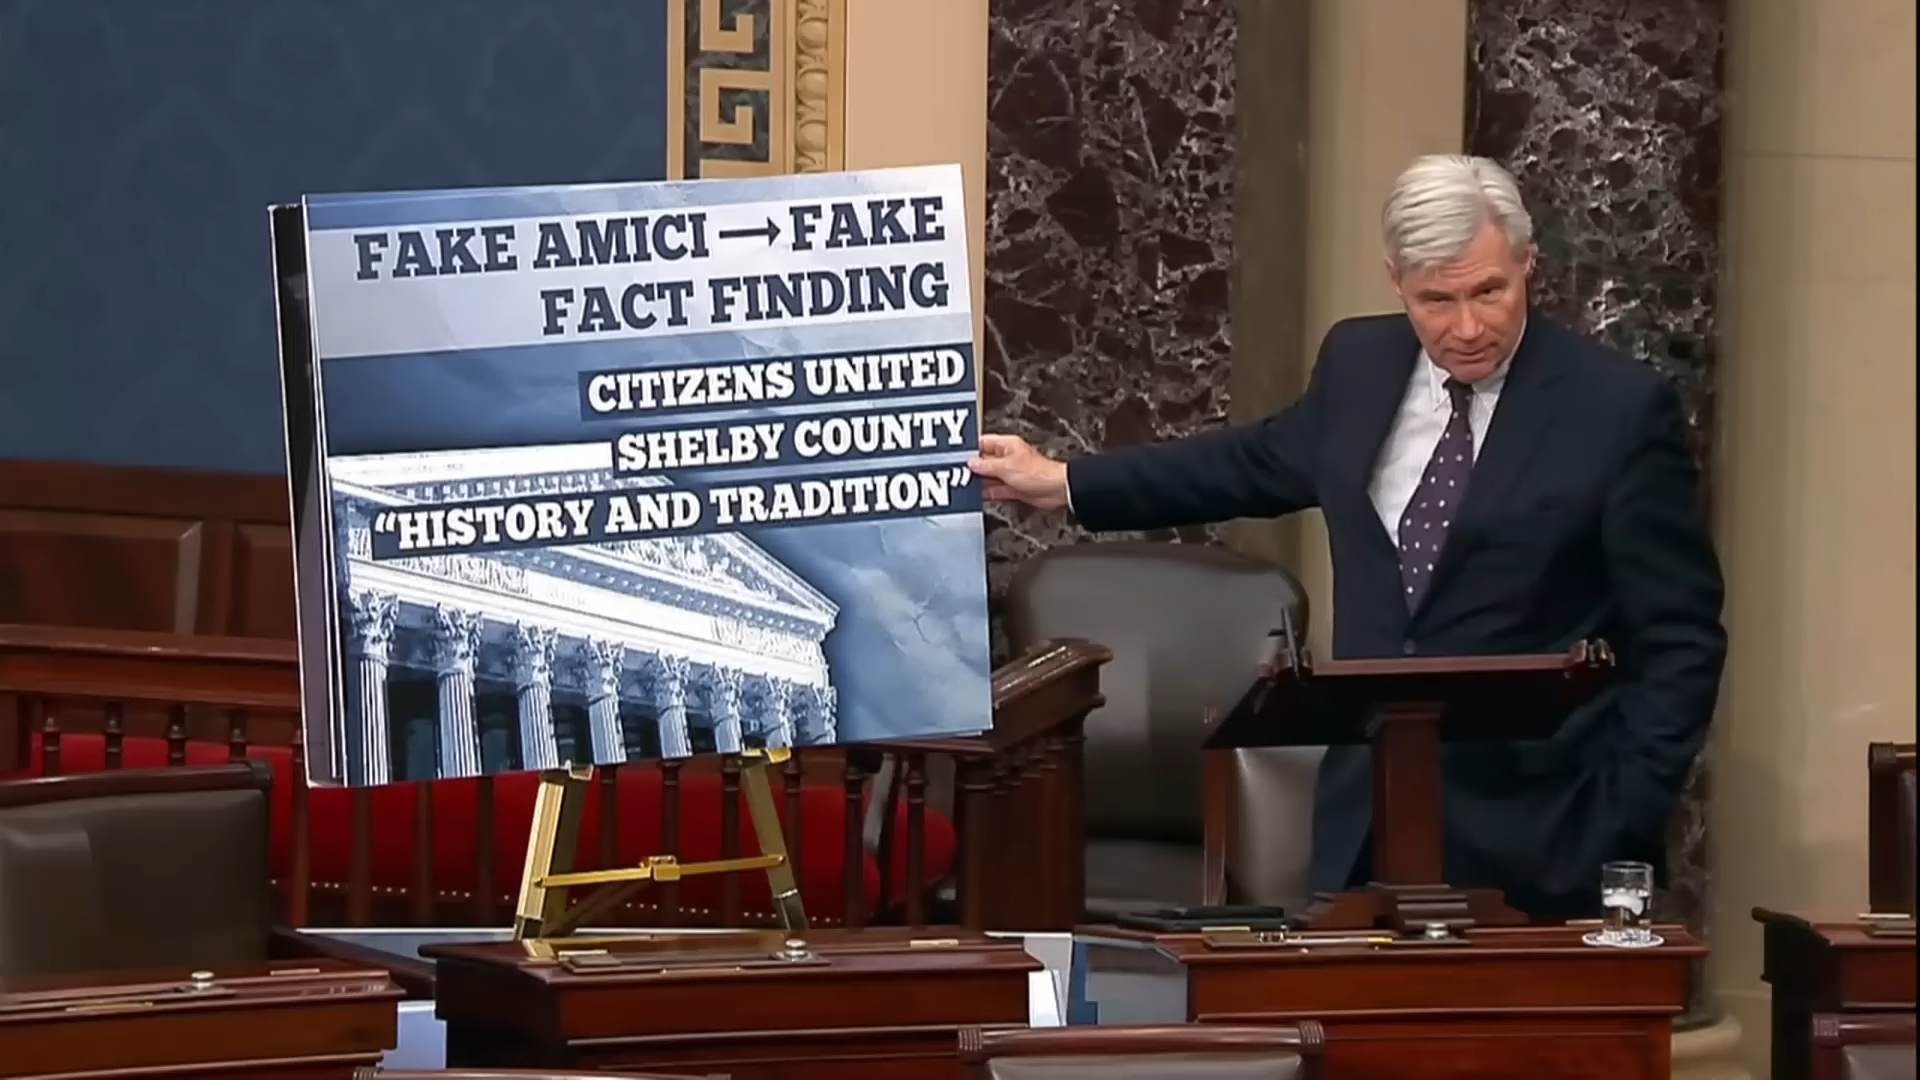 FAKE AMICI → FAKE
FACT FINDING
CITIZENS UNITED
SHELBY COUNTY
“HISTORY AND TRADITION”